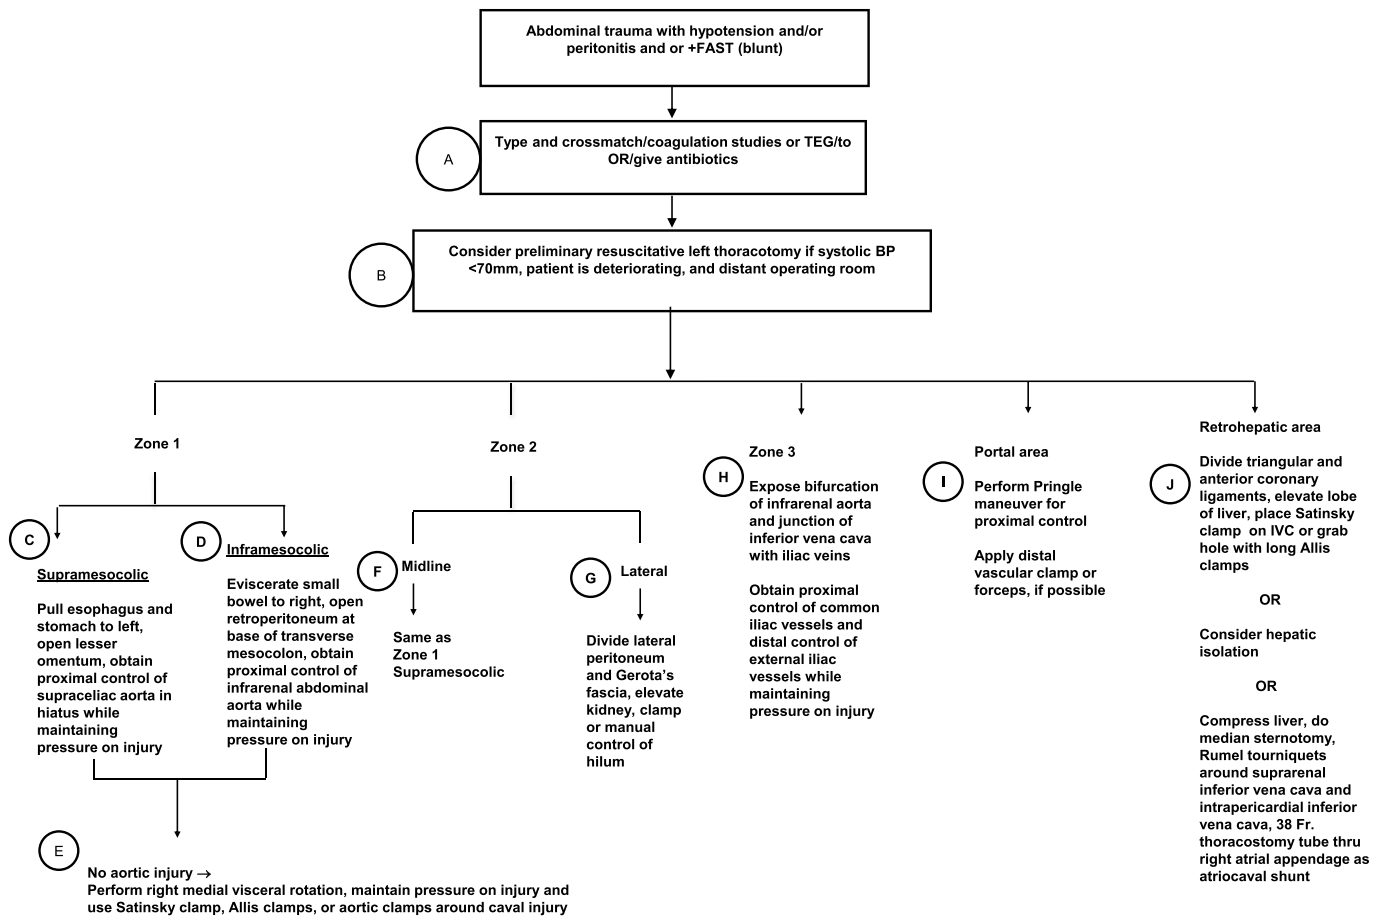 Abdominal trauma with hypotension and/or
peritonitis and or +FAST (blunt)
A
Type and crossmatch/coagulation studies or TEG/to
OR/give antibiotics
B
Consider preliminary resuscitative left thoracotomy if systolic BP
<70mm, patient is deteriorating, and distant operating room
Zone 1
C
Supramesocolic
Pull esophagus and
stomach to left,
open lesser
omentum, obtain
proximal control of
supraceliac aorta in
hiatus while
maintaining
pressure on injury
D
Inframesocolic
Eviscerate small
bowel to right, open
retroperitoneum at
base of transverse
mesocolon, obtain
proximal control of
infrarenal abdominal
aorta while
maintaining
pressure on injury
E
No aortic injury →
Perform right medial visceral rotation, maintain pressure on injury and
use Satinsky clamp, Allis clamps, or aortic clamps around caval injury
Zone 2
F
Midline
Same as
Zone 1
Supramesocolic
G
Lateral
Divide lateral
peritoneum
and Gerota's
fascia, elevate
kidney, clamp
or manual
control of
hilum
H
Zone 3
Expose bifurcation
of infrarenal aorta
and junction of
inferior vena cava
with iliac veins
Obtain proximal
control of common
iliac vessels and
distal control of
external iliac
vessels while
maintaining
pressure on injury
I
Portal area
Perform Pringle
maneuver for
proximal control
Apply distal
vascular clamp or
forceps, if possible
J
Retrohepatic area
Divide triangular and
anterior coronary
ligaments, elevate lobe
of liver, place Satinsky
clamp on IVC or grab
hole with long Allis
clamps
OR
Consider hepatic
isolation
OR
Compress liver, do
median sternotomy,
Rumel tourniquets
around suprarenal
inferior vena cava and
intrapericardial inferior
vena cava, 38 Fr.
thoracostomy tube thru
right atrial appendage as
atriocaval shunt